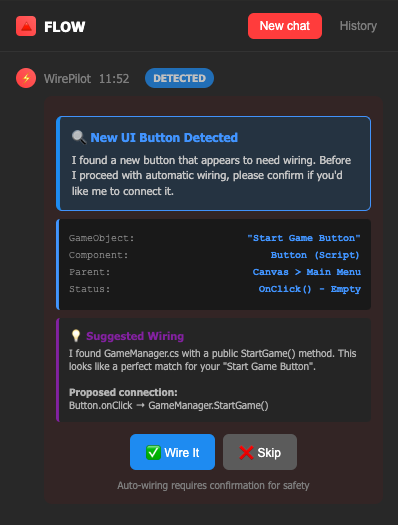 FLOW
New chat
History
WirePilot 11:52
DETECTED
New UI Button Detected
I found a new button that appears to need wiring. Before
I proceed with automatic wiring, please confirm if you'd
like me to connect it.
GameObject: "Start Game Button"
Component: Button (Script)
Parent: Canvas > Main Menu
Status: OnClick() - Empty
Suggested Wiring
I found GameManager.cs with a public StartGame() method. This
looks like a perfect match for your "Start Game Button".
Proposed connection:
Button.onClick → GameManager.StartGame()
Wire It
Skip
Auto-wiring requires confirmation for safety